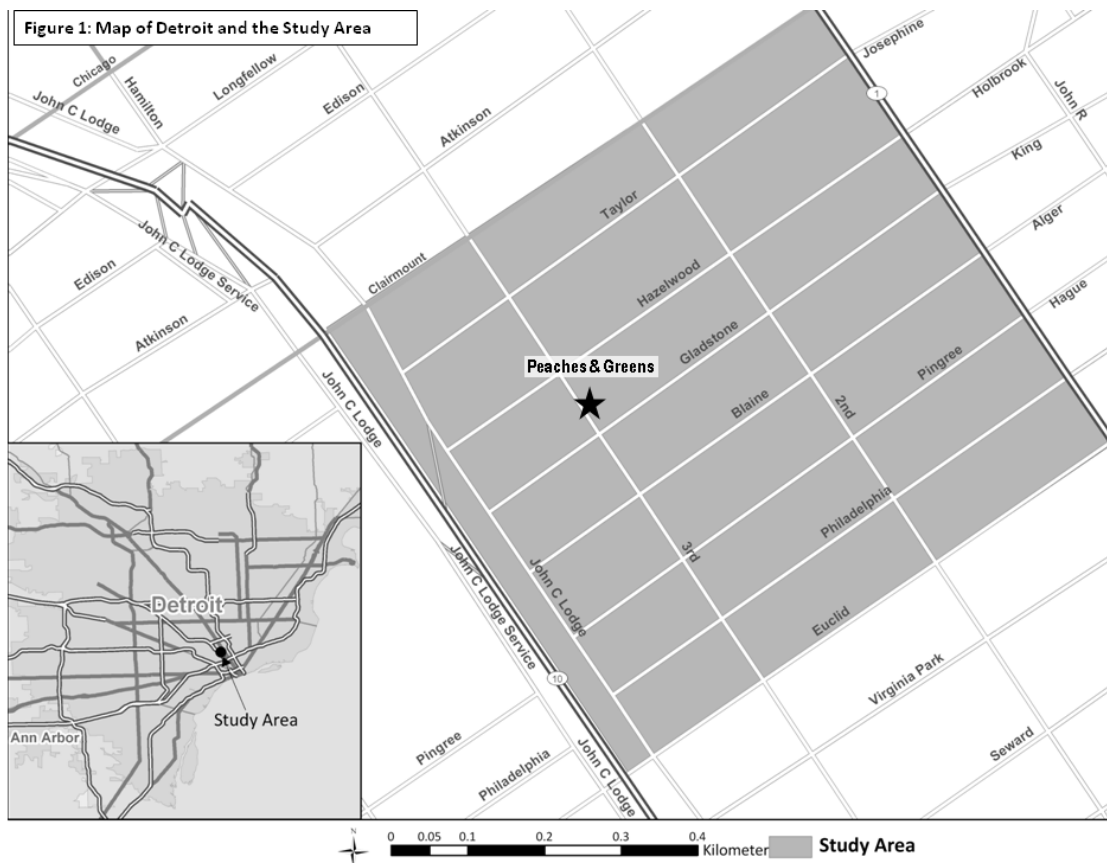 Figure 1: Map of Detroit and the Study Area
Chicago
Hamilton
Longfellow
Edison
Atkinson
John C Lodge
Josephine
1
Holbrook
John R
King
Alger
Hague
Taylor
Clairmount
Hazelwood
Gladstone
John C Lodge Service
Edison
Atkinson
Peaches & Greens
John C Lodge
Blaine
2nd
Pingree
3rd
Philadelphia
John C Lodge
John C Lodge Service
Euclid
10
Virginia Park
Seward
John C Lodge
Pingree
Philadelphia
Detroit
Study Area
Ann Arbor
N
0 0.05 0.1 0.2 0.3 0.4
Kilometer
Study Area